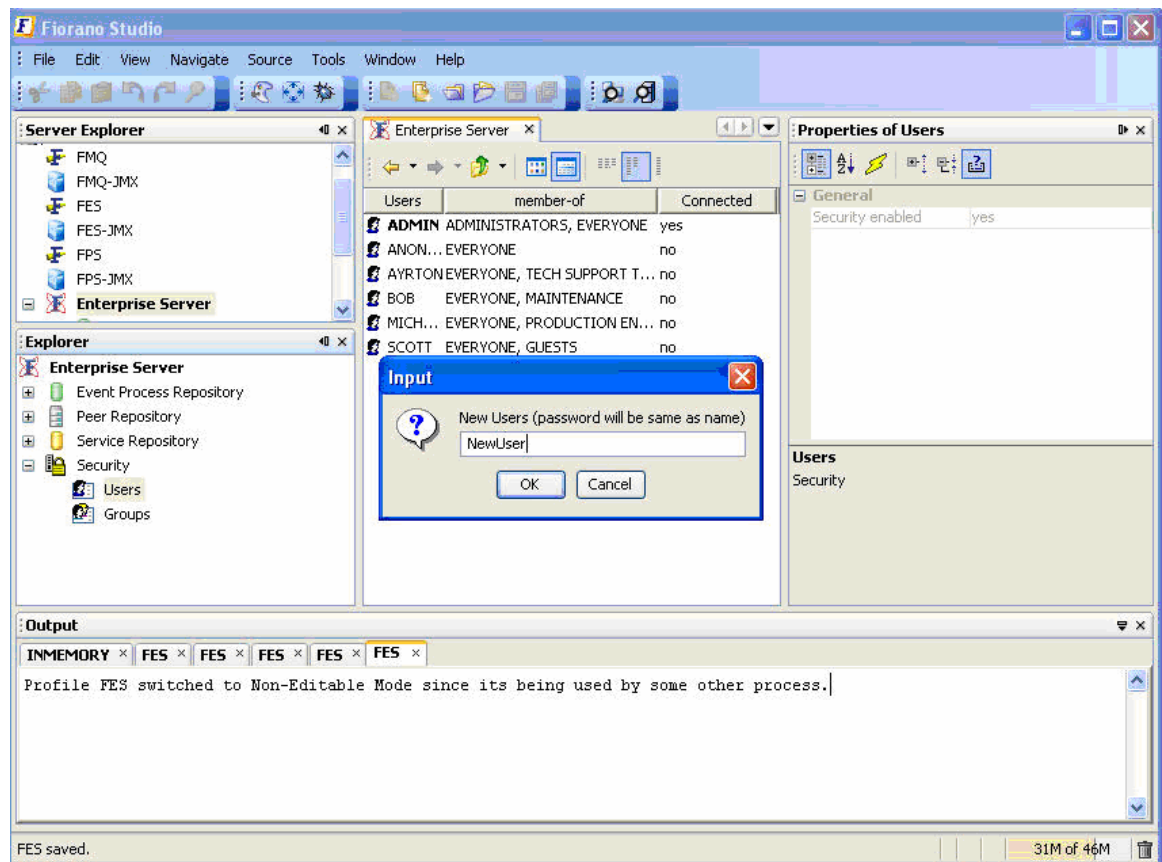 Fiorano Studio
File Edit View Navigate Source Tools Window Help
Server Explorer
FMQ
FMQ-JMX
FES
FES-JMX
FPS
FPS-JMX
Enterprise Server
Explorer
Enterprise Server
Event Process Repository
Peer Repository
Service Repository
Security
Users
Groups
Enterprise Server
Users member-of Connected
ADMIN ADMINISTRATORS, EVERYONE yes
ANON... EVERYONE no
AYRTON EVERYONE, TECH SUPPORT T... no
BOB EVERYONE, MAINTENANCE no
MICH... EVERYONE, PRODUCTION EN... no
SCOTT EVERYONE, GUESTS no
Input
New Users (password will be same as name)
NewUser
OK Cancel
Properties of Users
General
Security enabled yes
Users
Security
Output
INMEMORY FES FES FES FES FES
Profile FES switched to Non-Editable Mode since its being used by some other process.
FES saved.
31M of 46M